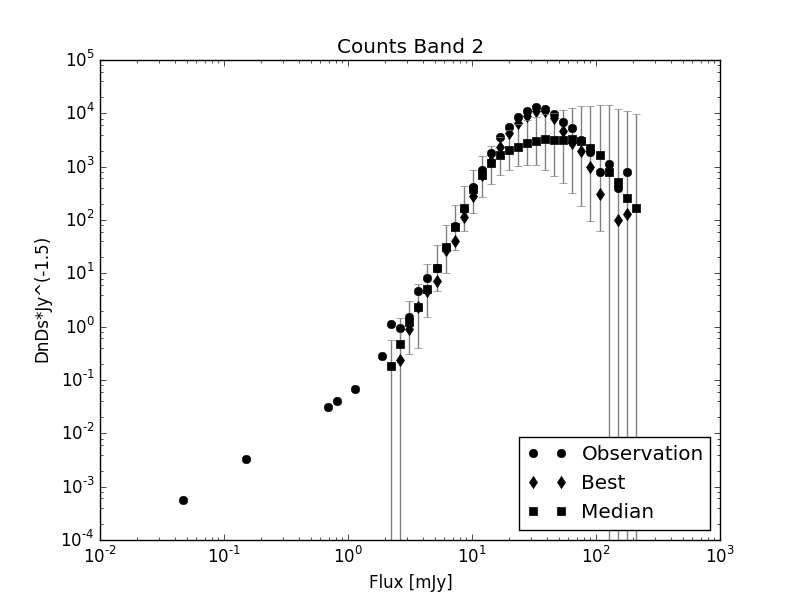 Counts Band 2
DnDs*Jy^(-1.5)
10^5
10^4
10^3
10^2
10^1
10^0
10^-1
10^-2
10^-3
10^-4
Observation
Best
Median
10^-2 10^-1 10^0 10^1 10^2 10^3
Flux [mJy]